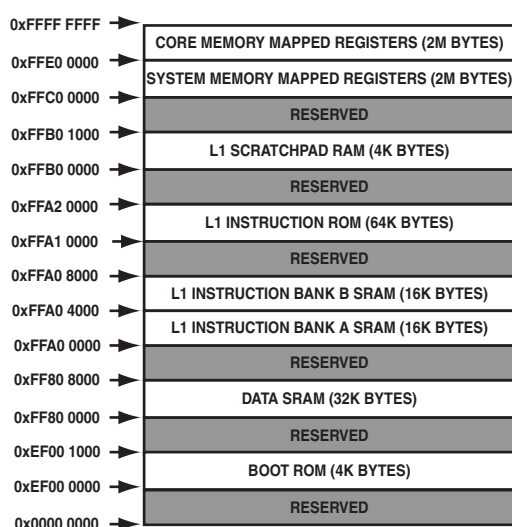 0xFFFF FFFF
CORE MEMORY MAPPED REGISTERS (2M BYTES)
0xFFE0 0000
SYSTEM MEMORY MAPPED REGISTERS (2M BYTES)
0xFFC0 0000
RESERVED
0xFFB0 1000
L1 SCRATCHPAD RAM (4K BYTES)
0xFFB0 0000
RESERVED
0xFFA2 0000
L1 INSTRUCTION ROM (64K BYTES)
0xFFA1 0000
RESERVED
0xFFA0 8000
L1 INSTRUCTION BANK B SRAM (16K BYTES)
0xFFA0 4000
L1 INSTRUCTION BANK A SRAM (16K BYTES)
0xFFA0 0000
RESERVED
0xFF80 8000
DATA SRAM (32K BYTES)
0xFF80 0000
RESERVED
0xEF00 1000
BOOT ROM (4K BYTES)
0xEF00 0000
RESERVED
0x0000 0000